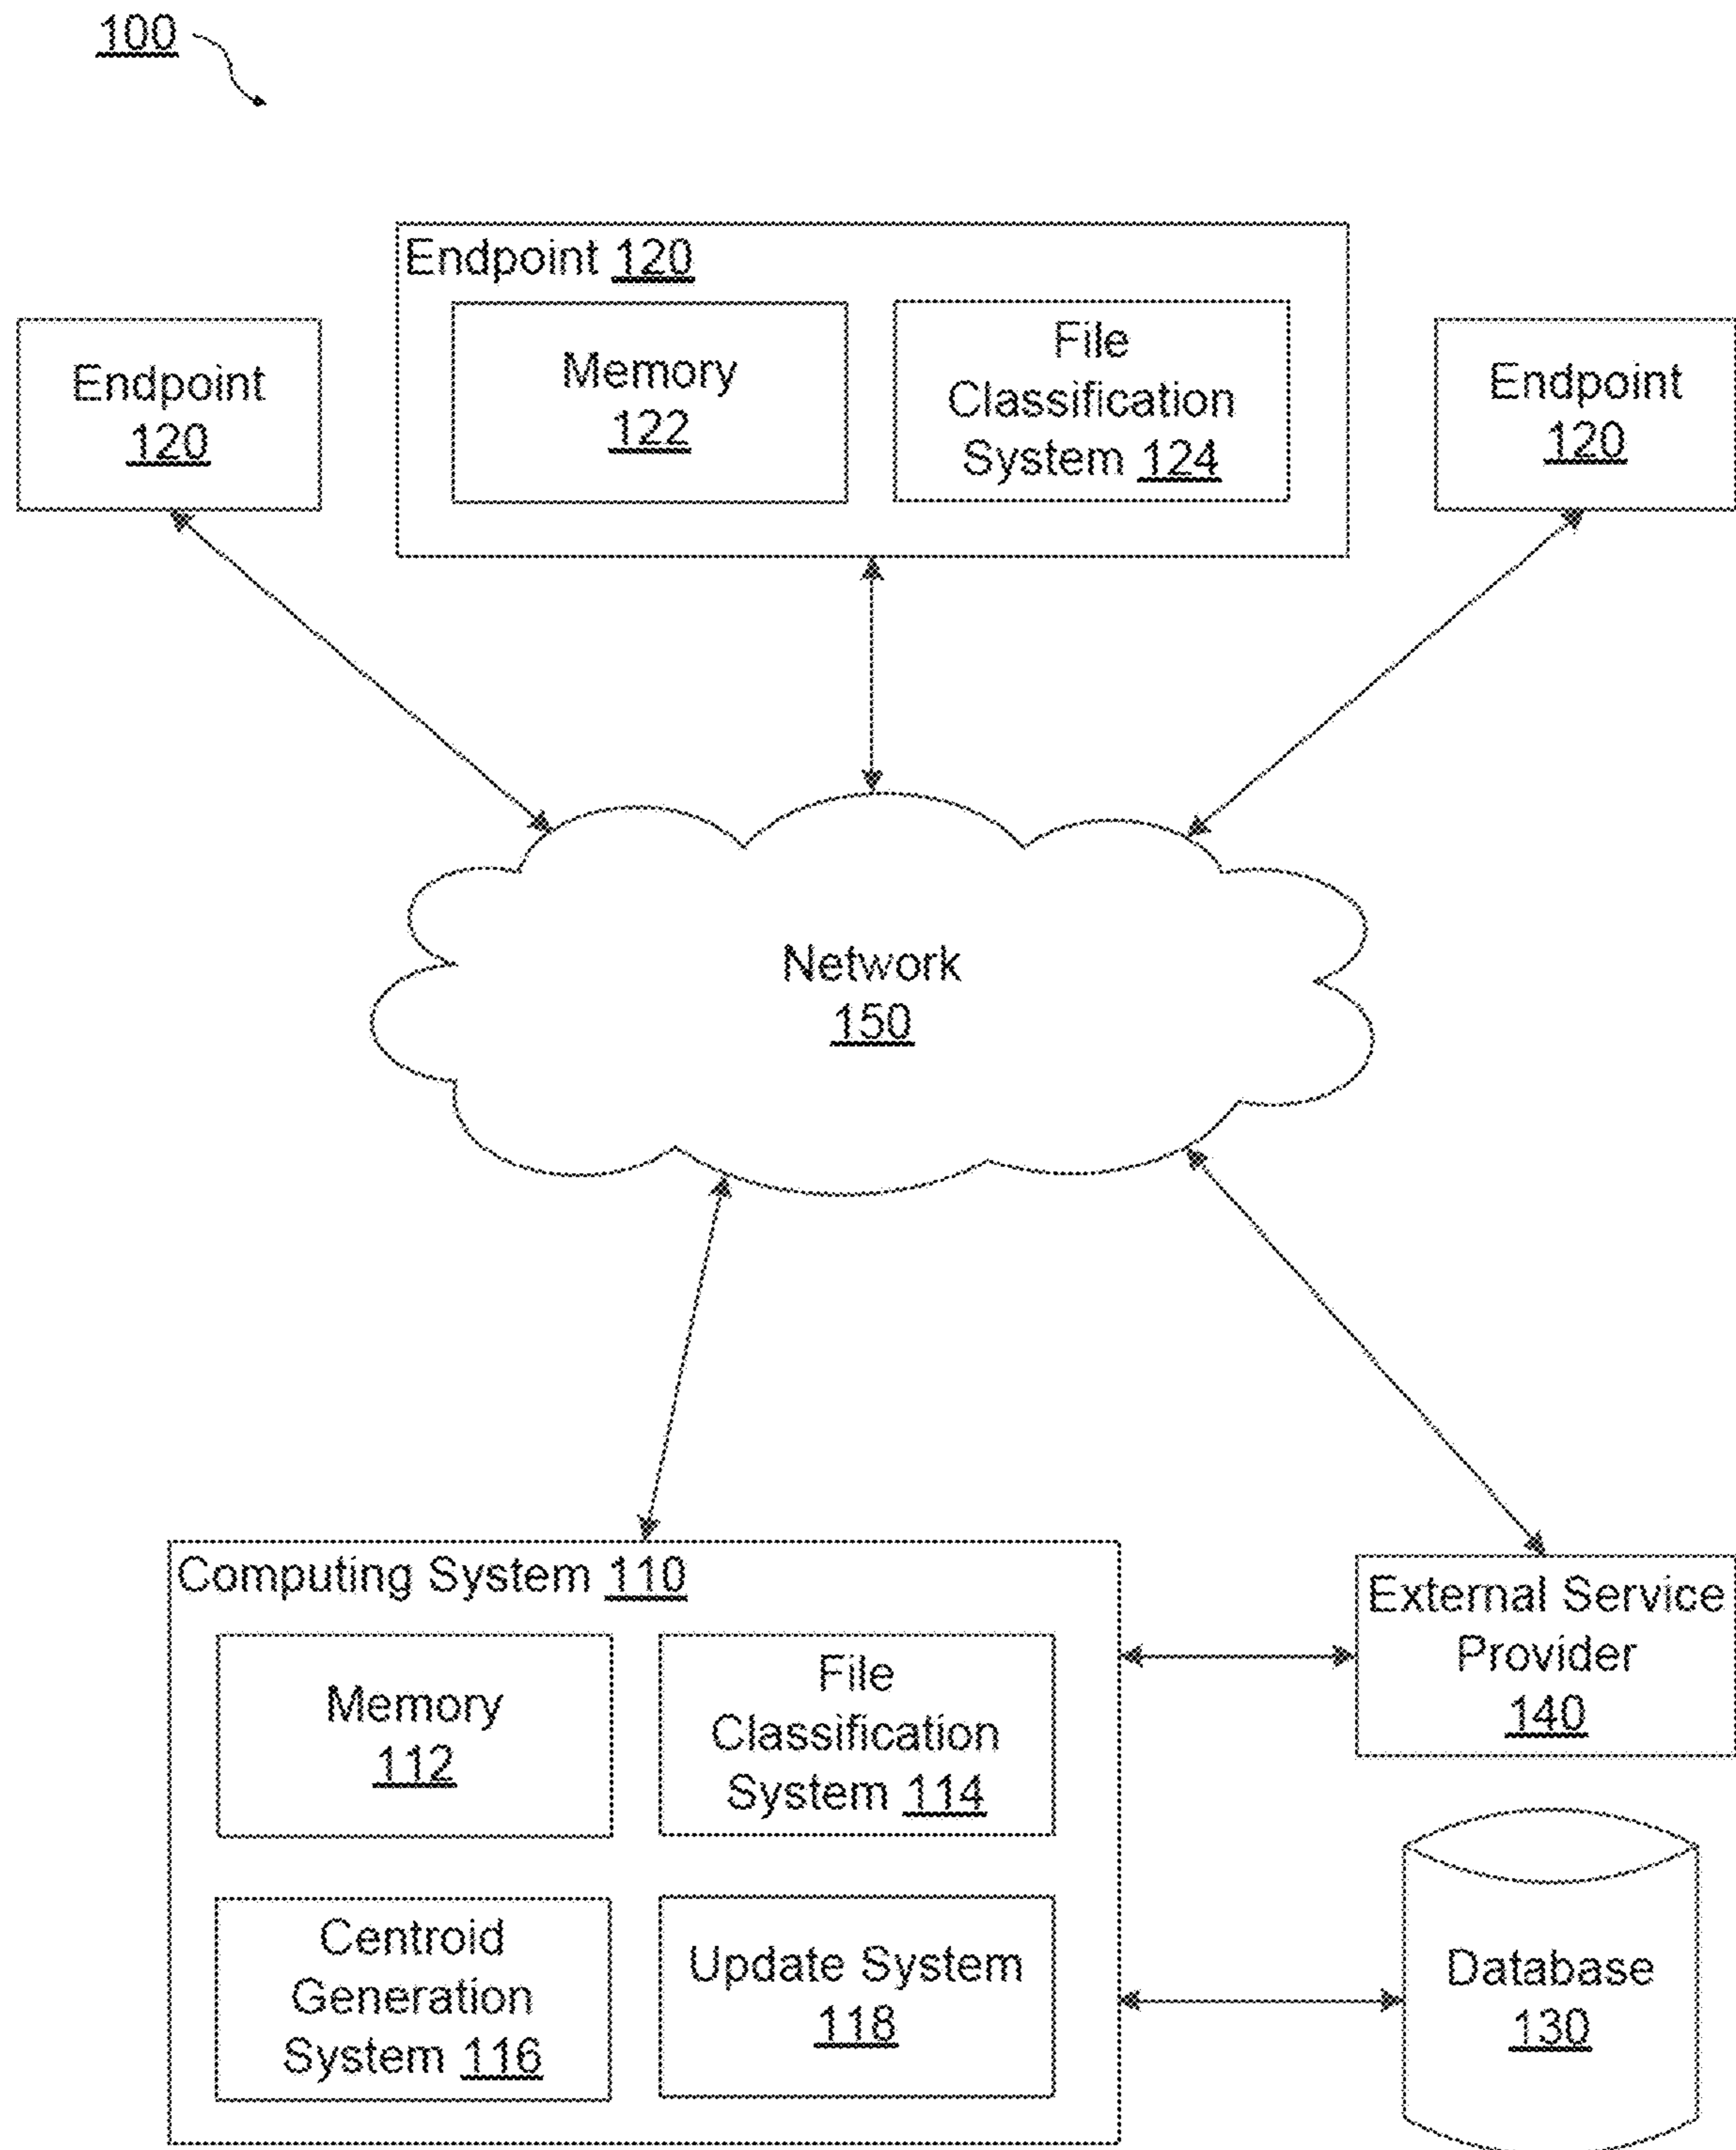 100
Endpoint 120
Endpoint
120
Memory
122
File
Classification
System 124
Endpoint
120
Network
150
Computing System 110
Memory
112
File
Classification
System 114
Centroid
Generation
System 116
Update System
118
External Service
Provider
140
Database
130